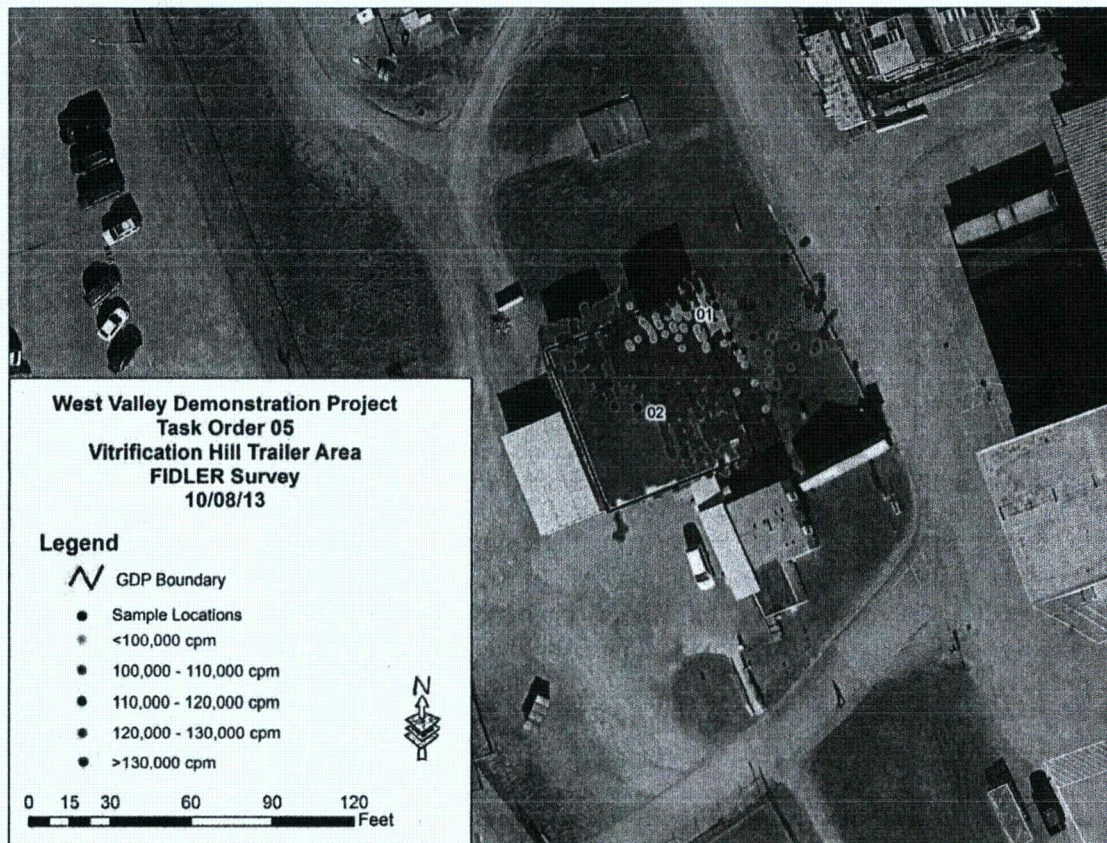 01
02
West Valley Demonstration Project
Task Order 05
Vitrification Hill Trailer Area
FIDLER Survey
10/08/13
Legend
GDP Boundary
Sample Locations
<100,000 cpm
100,000 - 110,000 cpm
110,000 - 120,000 cpm
120,000 - 130,000 cpm
>130,000 cpm
N
0 15 30 60 90 120
Feet